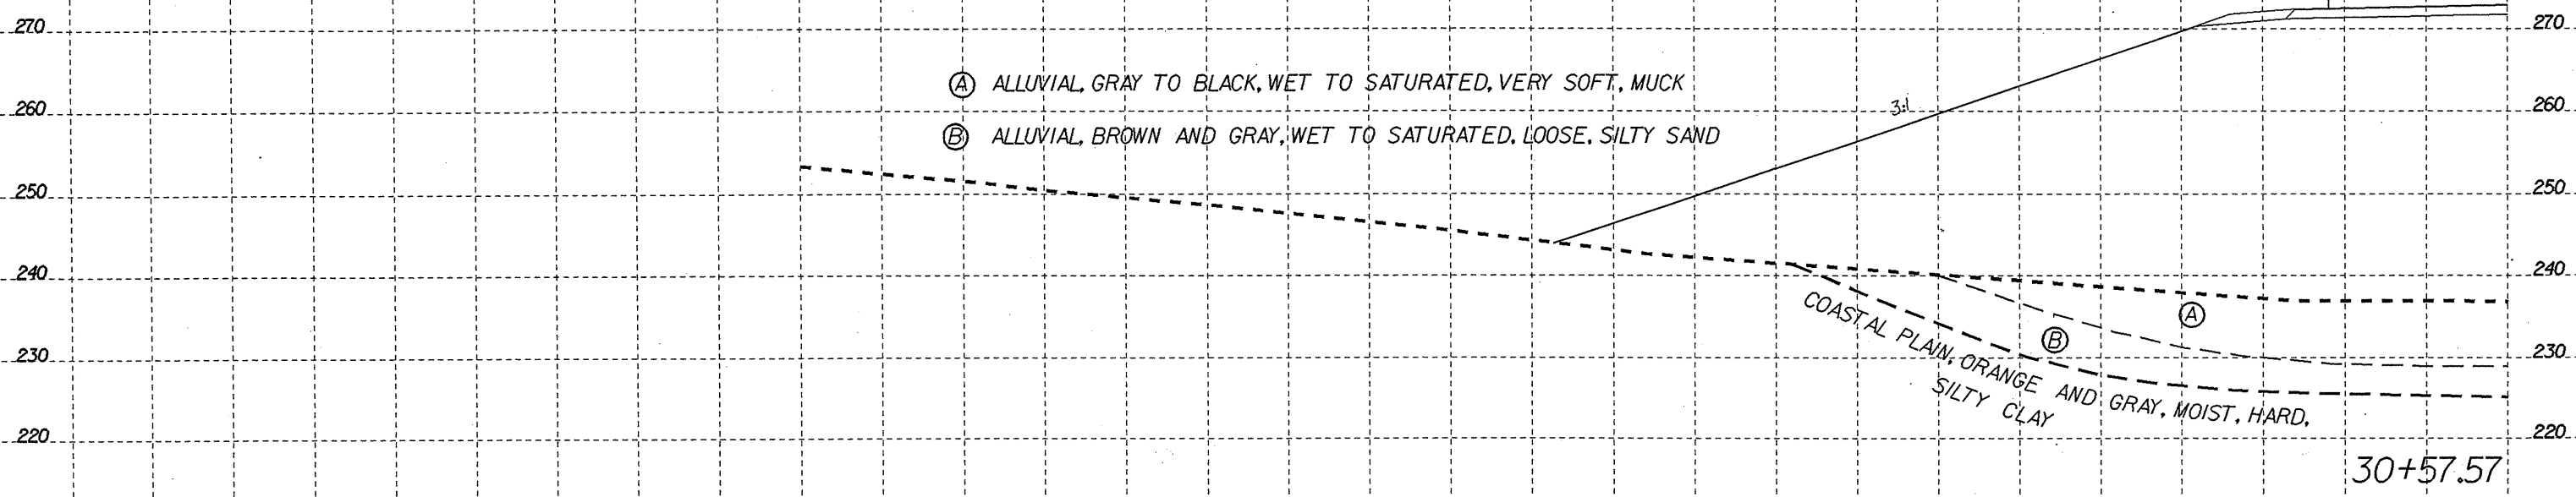 270 270
Ⓐ ALLUVIAL, GRAY TO BLACK, WET TO SATURATED, VERY SOFT, MUCK
260 3:1 260
Ⓑ ALLUVIAL, BROWN AND GRAY, WET TO SATURATED, LOOSE, SILTY SAND
250 250
240 240
Ⓐ
Ⓑ
230 230
COASTAL PLAIN, ORANGE AND GRAY, MOIST, HARD,
SILTY CLAY
220 220
30+57.57